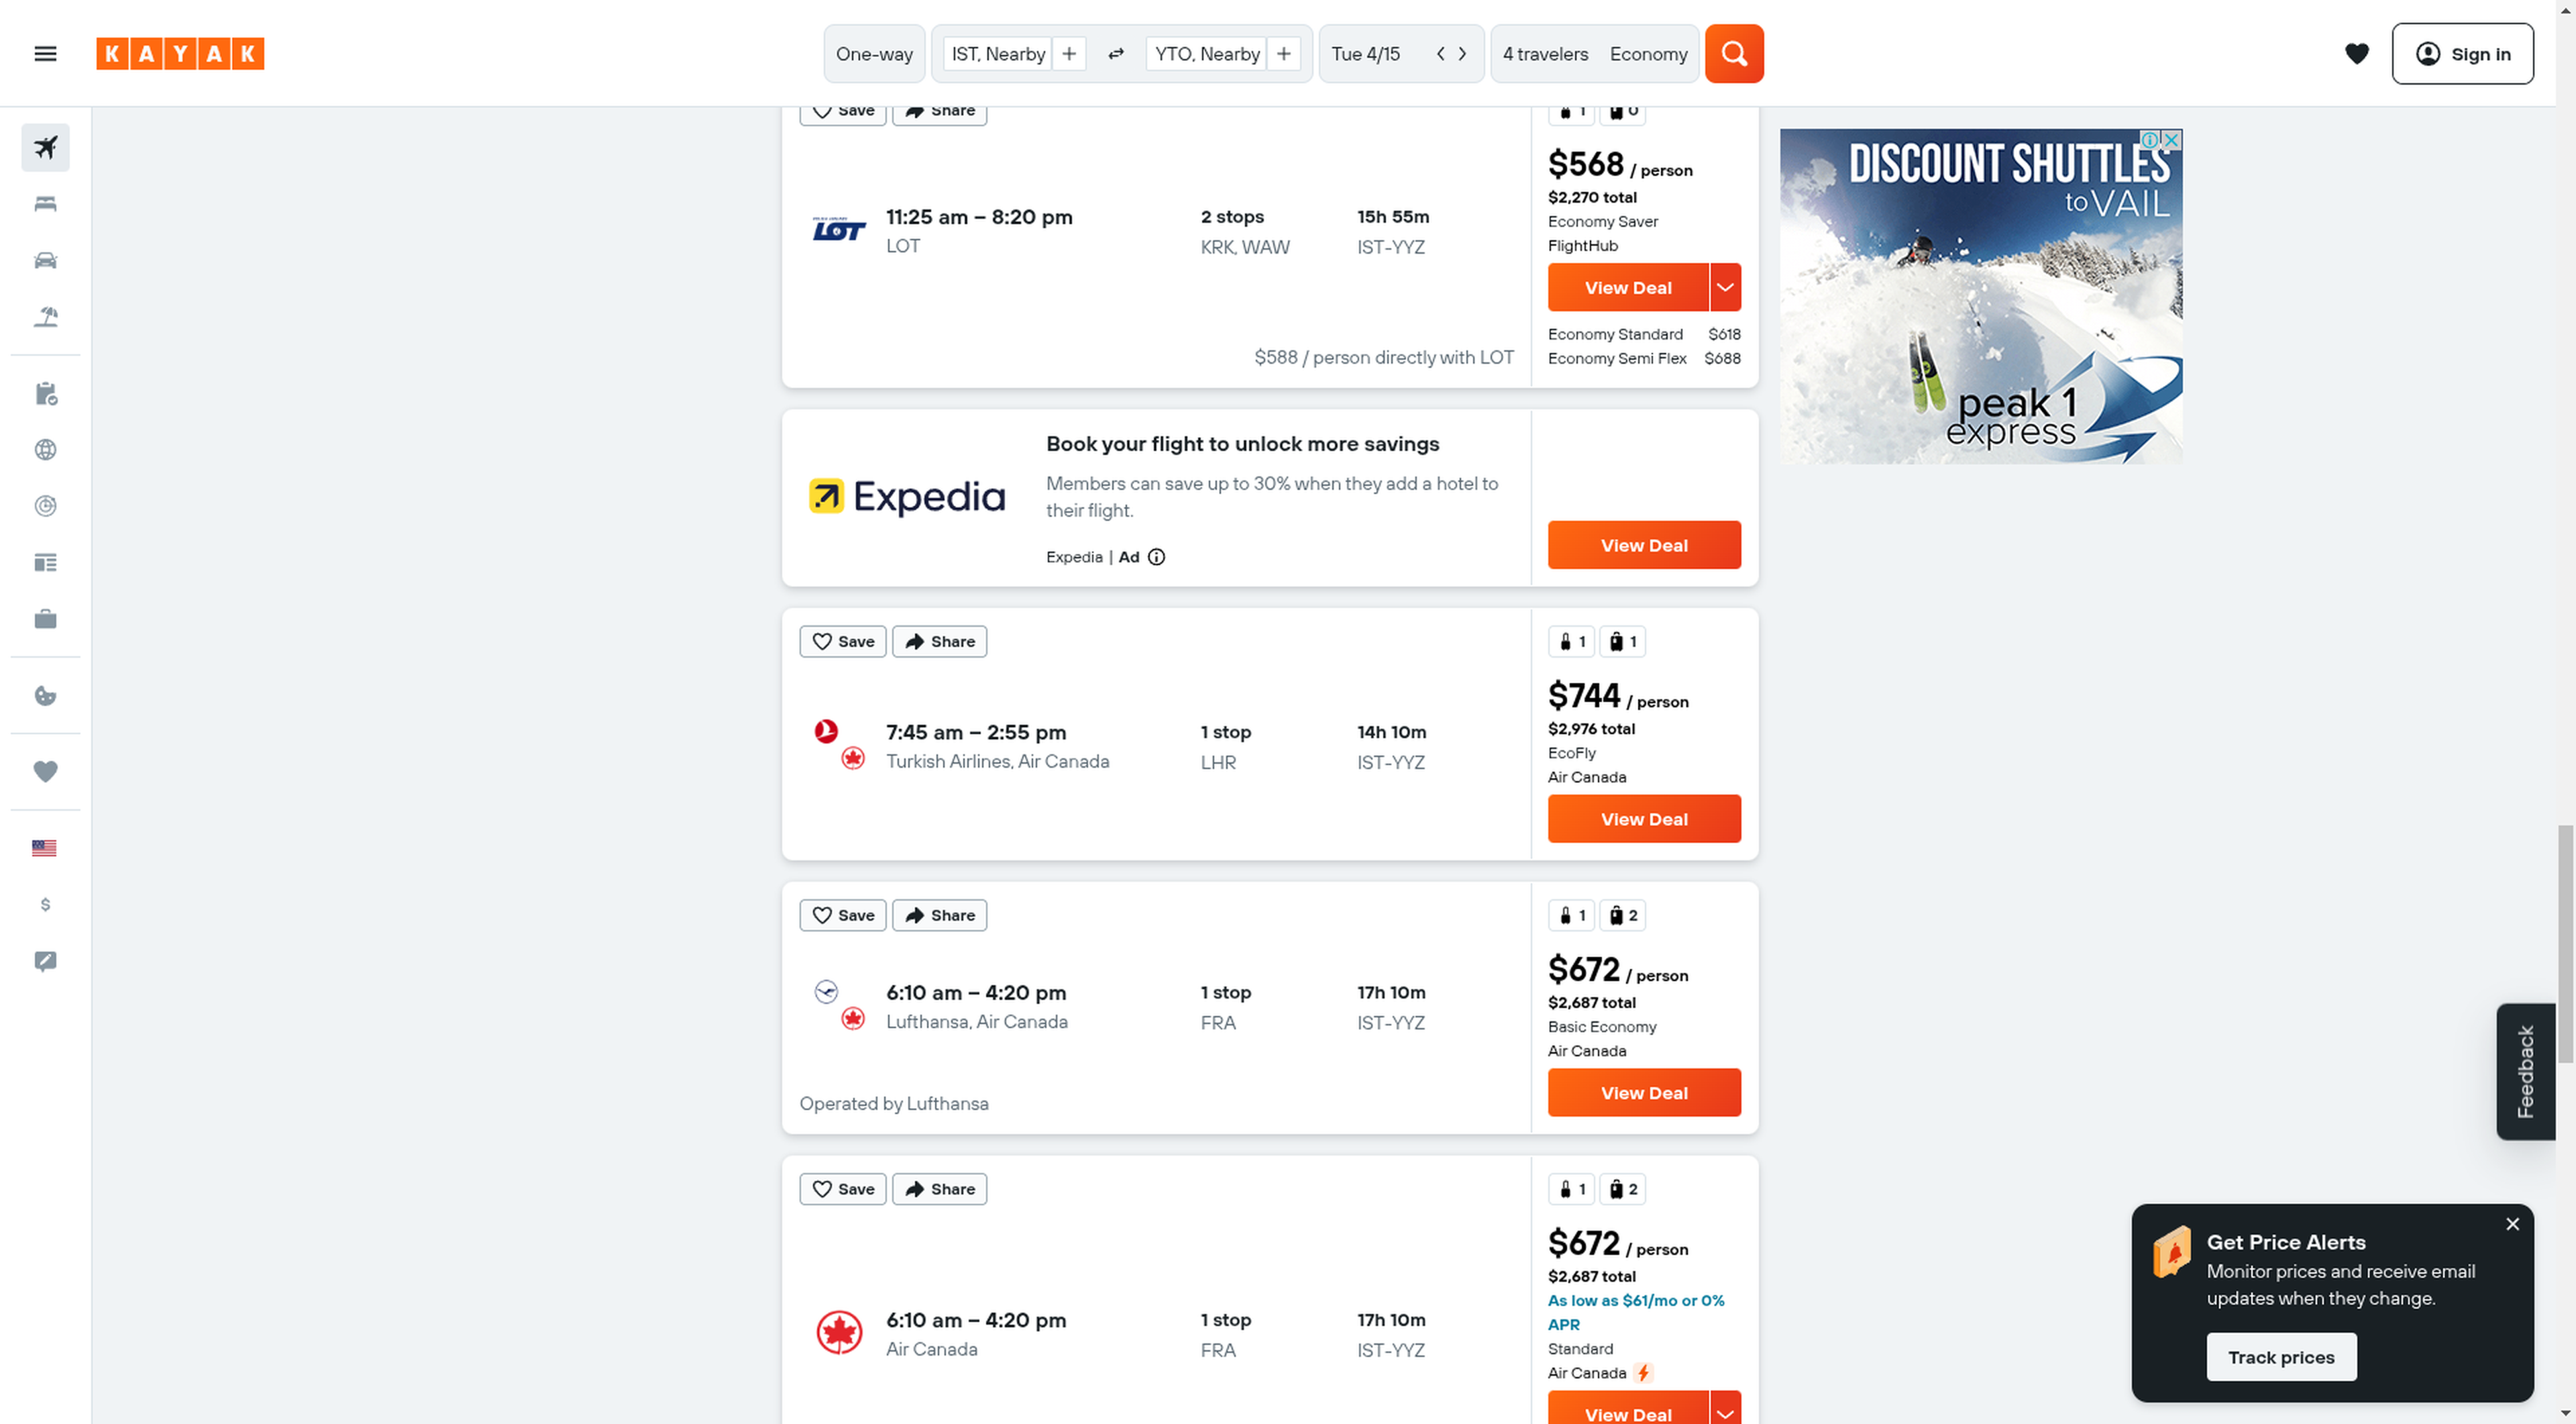 KAYAK
One-way
IST, Nearby
YTO, Nearby
Tue 4/15
4 travelers Economy
Sign in
Save Share
1 0
$568 / person
$2,270 total
Economy Saver
FlightHub
View Deal
Economy Standard $618
Economy Semi Flex $688
LOT
11:25 am – 8:20 pm
LOT
2 stops
KRK, WAW
15h 55m
IST-YYZ
$588 / person directly with LOT
DISCOUNT SHUTTLES
to VAIL
peak 1
express
Expedia
Book your flight to unlock more savings
Members can save up to 30% when they add a hotel to
their flight.
Expedia | Ad
View Deal
Save Share
7:45 am – 2:55 pm
Turkish Airlines, Air Canada
1 stop
LHR
14h 10m
IST-YYZ
1 1
$744 / person
$2,976 total
EcoFly
Air Canada
View Deal
Save Share
6:10 am – 4:20 pm
Lufthansa, Air Canada
1 stop
FRA
17h 10m
IST-YYZ
Operated by Lufthansa
1 2
$672 / person
$2,687 total
Basic Economy
Air Canada
View Deal
Save Share
6:10 am – 4:20 pm
Air Canada
1 stop
FRA
17h 10m
IST-YYZ
1 2
$672 / person
$2,687 total
As low as $61/mo or 0%
APR
Standard
Air Canada
View Deal
$
Feedback
Get Price Alerts
Monitor prices and receive email
updates when they change.
Track prices